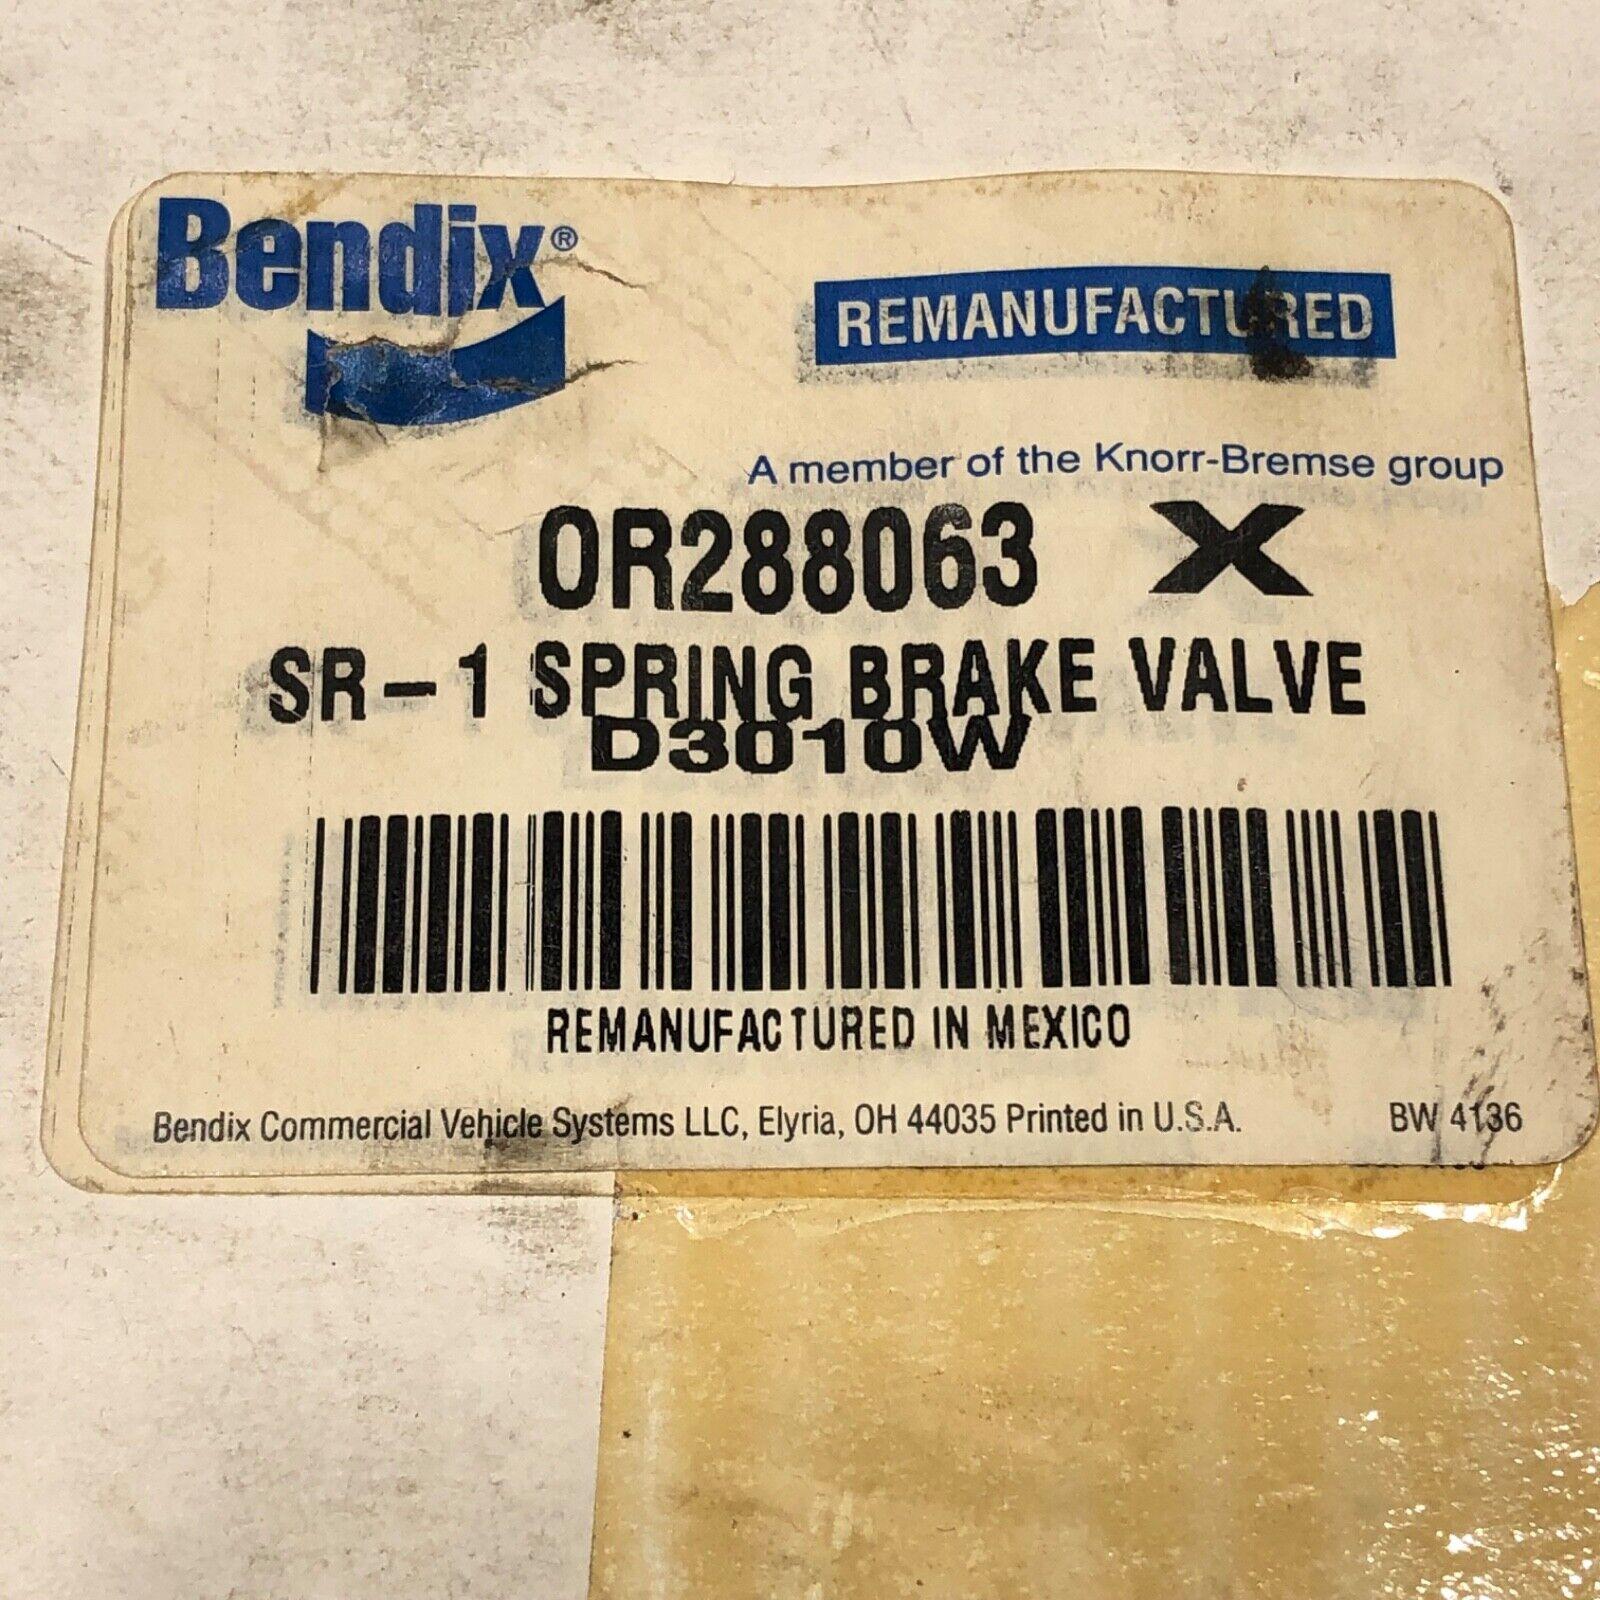 Bendix®
REMANUFACTURED
A member of the Knorr-Bremse group
OR288063 X
SR-1 SPRING BRAKE VALVE
D3010W
REMANUFACTURED IN MEXICO
Bendix Commercial Vehicle Systems LLC, Elyria, OH 44035 Printed in U.S.A. BW 4136